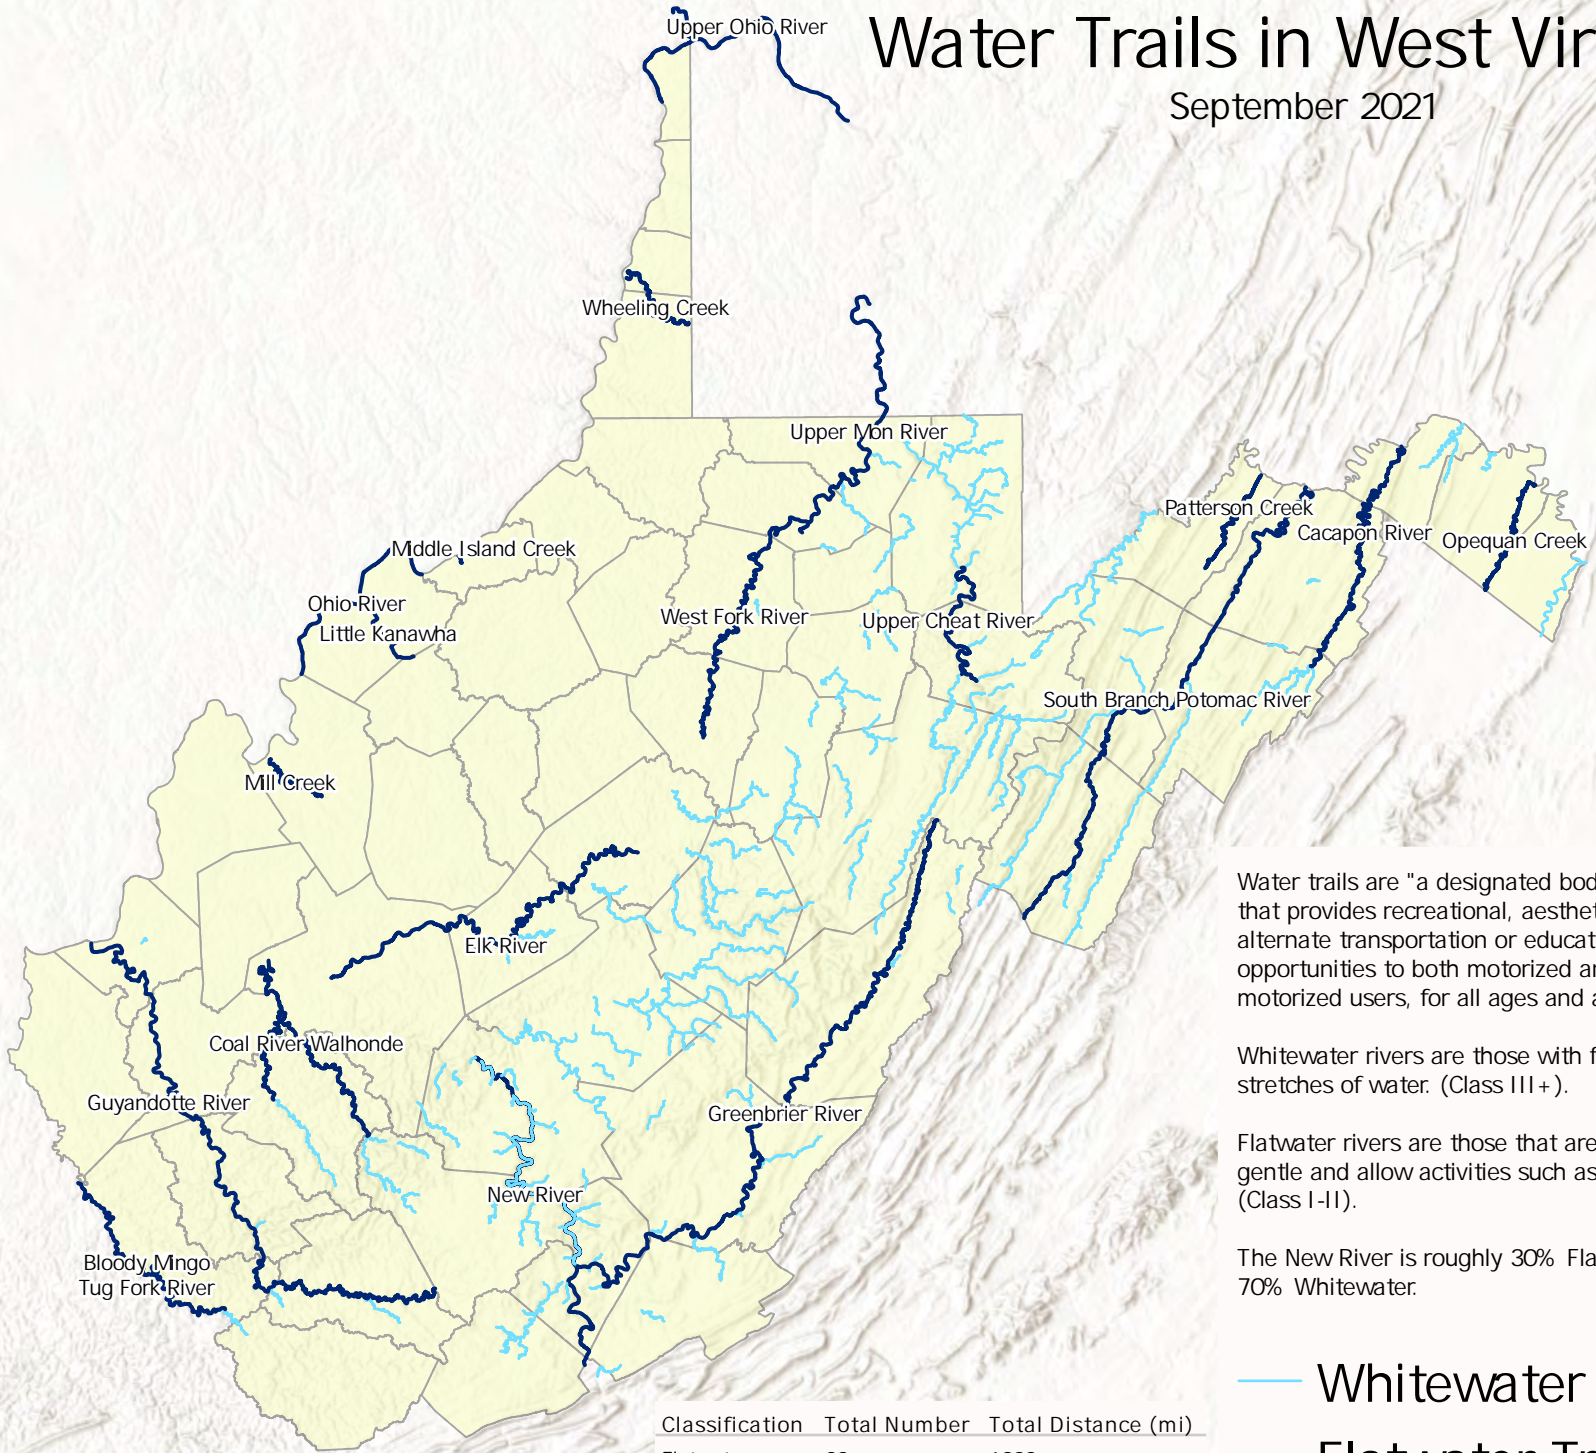 Water Trails in West
September 2021
Upper Ohio River
Wheeling Creek
Upper Mon River
Patterson Creek
Cacapon River
Opequan Creek
Middle Island Creek
Ohio River
Little Kanawha
West Fork River
Upper Cheat River
South Branch Potomac River
Mill Creek
Elk River
Coal River Walhonde
Guyandotte River
Greenbrier River
New River
Bloody Mingo
Tug Fork River
Water trails are "a designated
that provides recreational,
alternate transportation or
opportunities to both motorized
motorized users, for all ages and
Whitewater rivers are those with
stretches of water. (Class III+).
Flatwater rivers are those that are
gentle and allow activities such as
(Class I-II).
The New River is roughly 30%
70% Whitewater.
Whitewater
Classification Total Number Total Distance (mi)